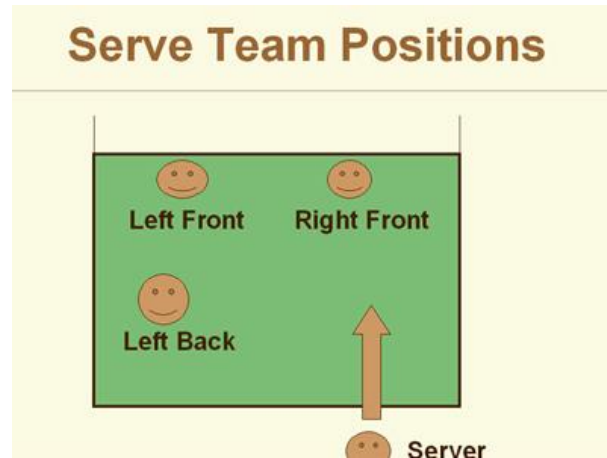 Serve Team Positions
Left Front
Right Front
Left Back
Server